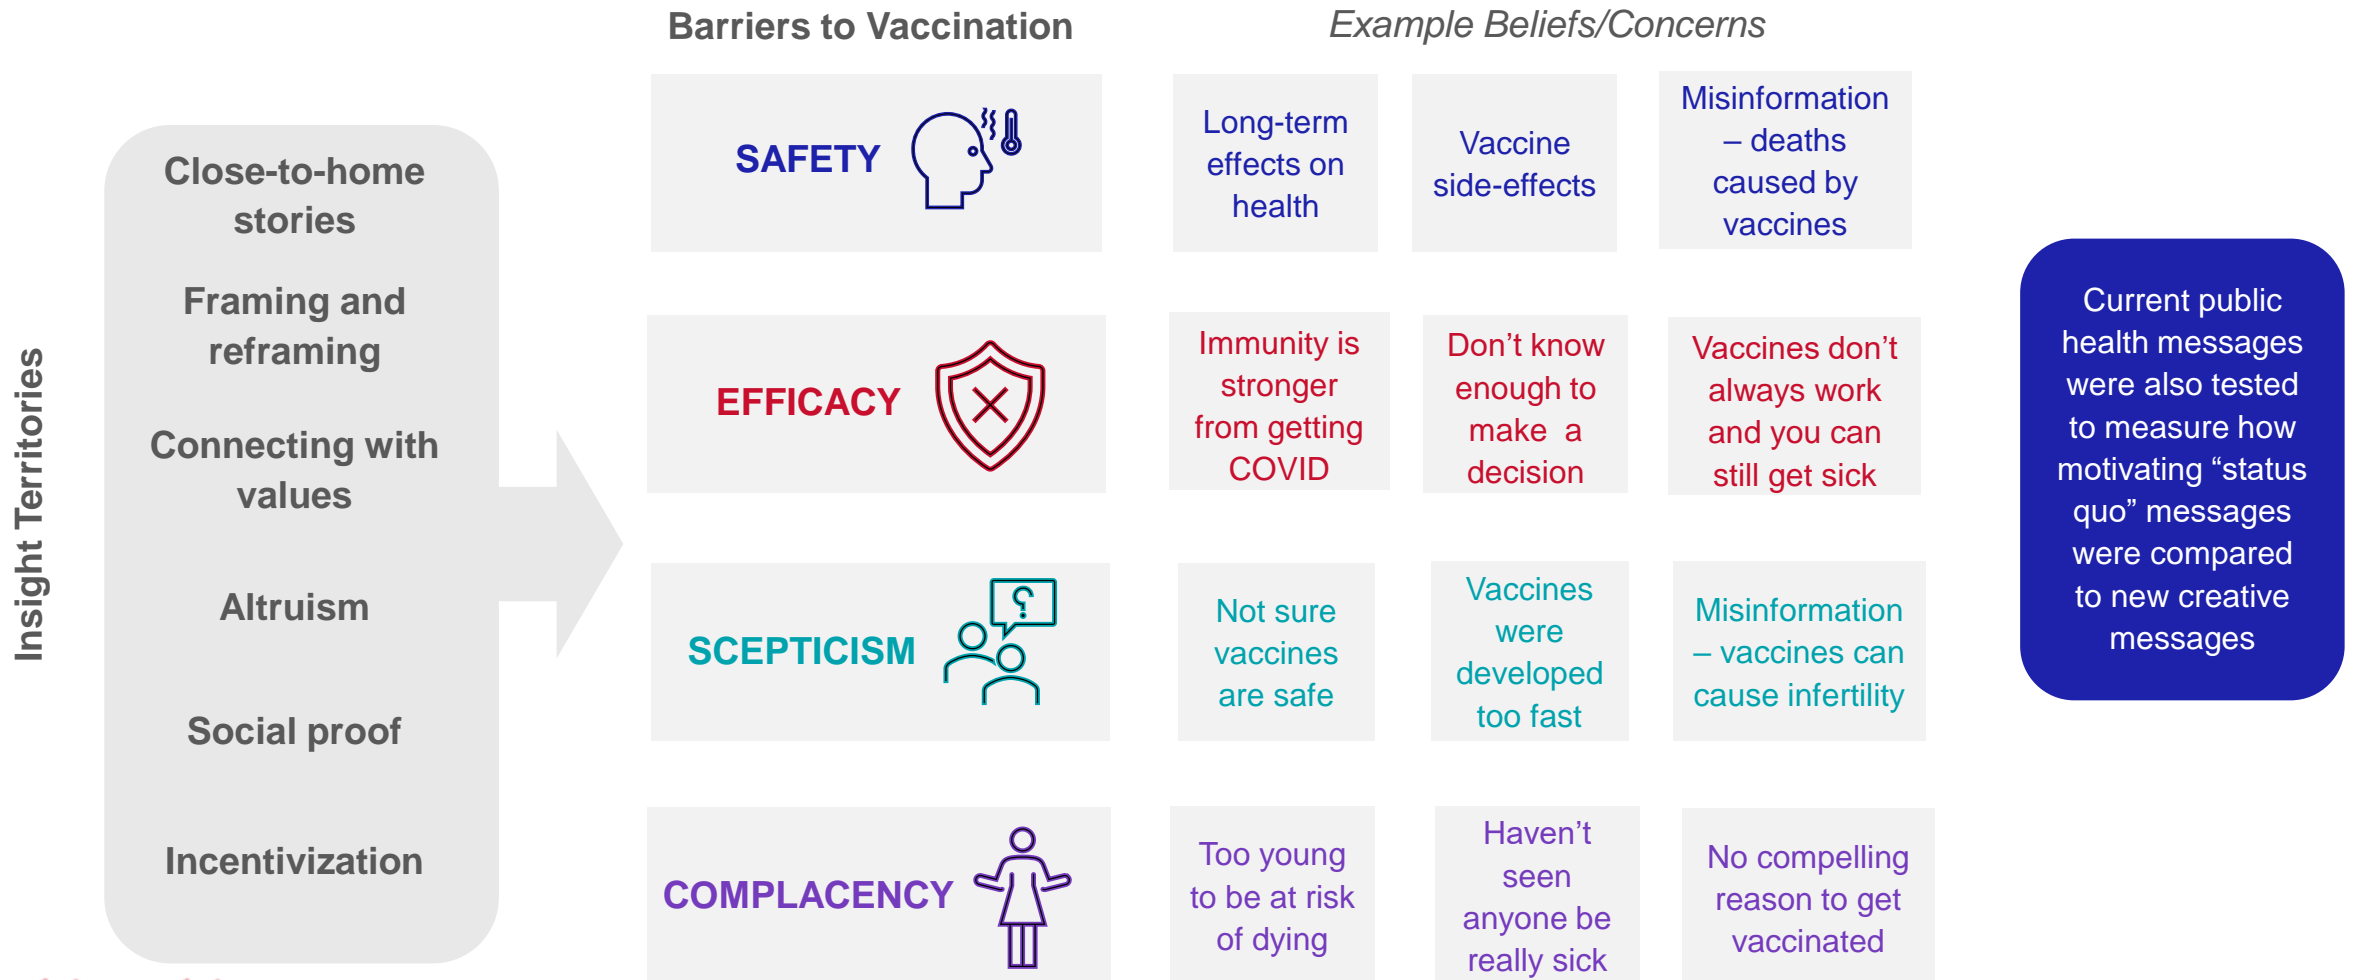 Barriers to Vaccination
Example Beliefs/Concerns
Insight Territories
Close-to-home
stories
Framing and
reframing
Connecting with
values
Altruism
Social proof
Incentivization
SAFETY
Long-term
effects on
health
Vaccine
side-effects
Misinformation
– deaths
caused by
vaccines
EFFICACY
Immunity is
stronger
from getting
COVID
Don’t know
enough to
make a
decision
Vaccines don’t
always work
and you can
still get sick
SCEPTICISM
?
Not sure
vaccines
are safe
Vaccines
were
developed
too fast
Misinformation
– vaccines can
cause infertility
COMPLACENCY
Too young
to be at risk
of dying
Haven’t
seen
anyone be
really sick
No compelling
reason to get
vaccinated
Current public
health messages
were also tested
to measure how
motivating “status
quo” messages
were compared
to new creative
messages